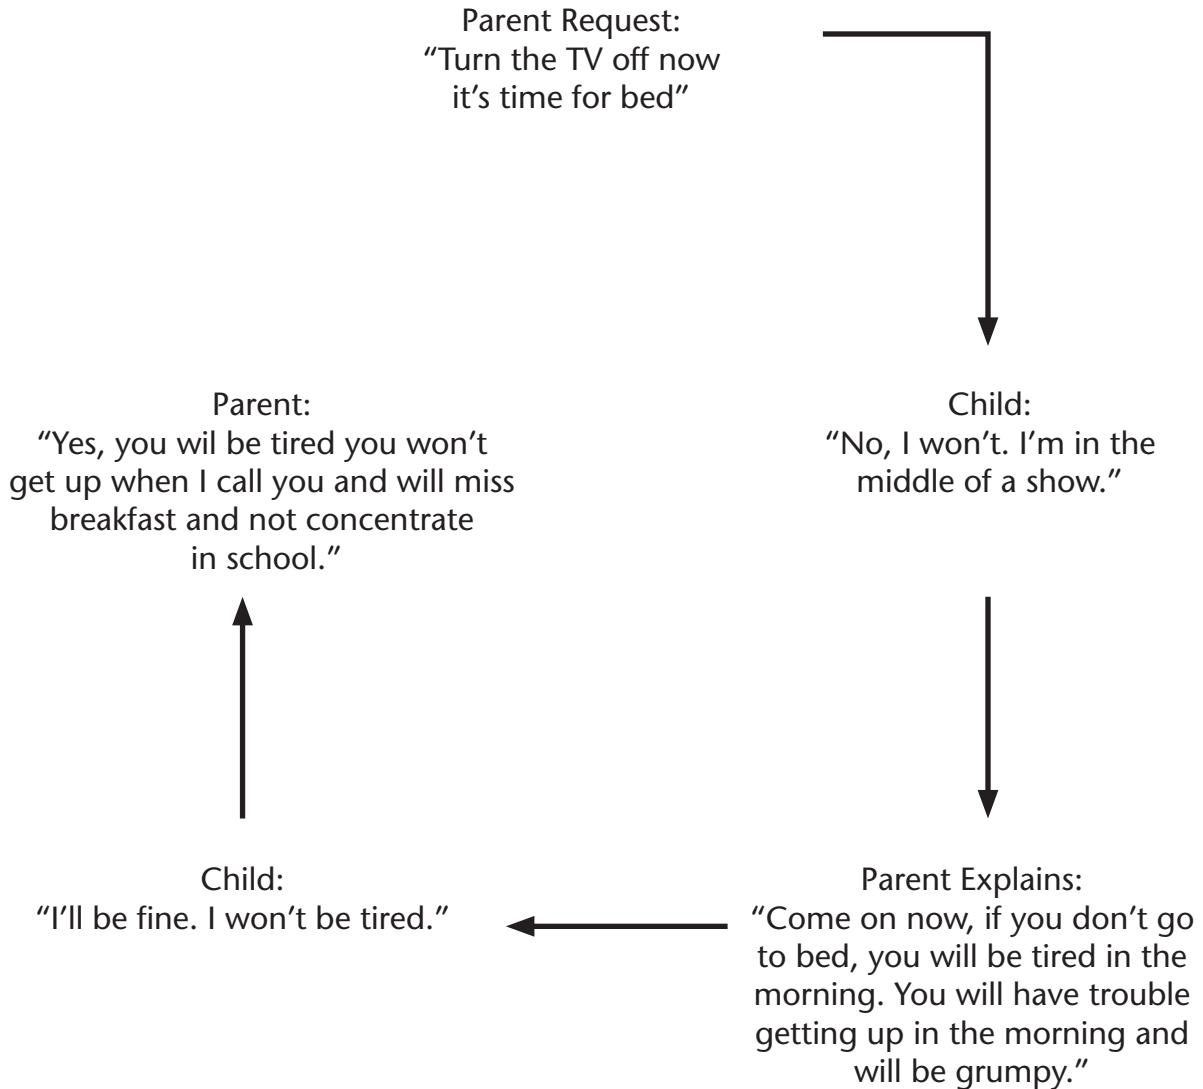 Parent Request:
“Turn the TV off now
it’s time for bed”
Child:
“No, I won’t. I’m in the
middle of a show.”
Parent Explains:
“Come on now, if you don’t go
to bed, you will be tired in the
morning. You will have trouble
getting up in the morning and
will be grumpy.”
Child:
“I’ll be fine. I won’t be tired.”
Parent:
“Yes, you wil be tired you won’t
get up when I call you and will miss
breakfast and not concentrate
in school.”